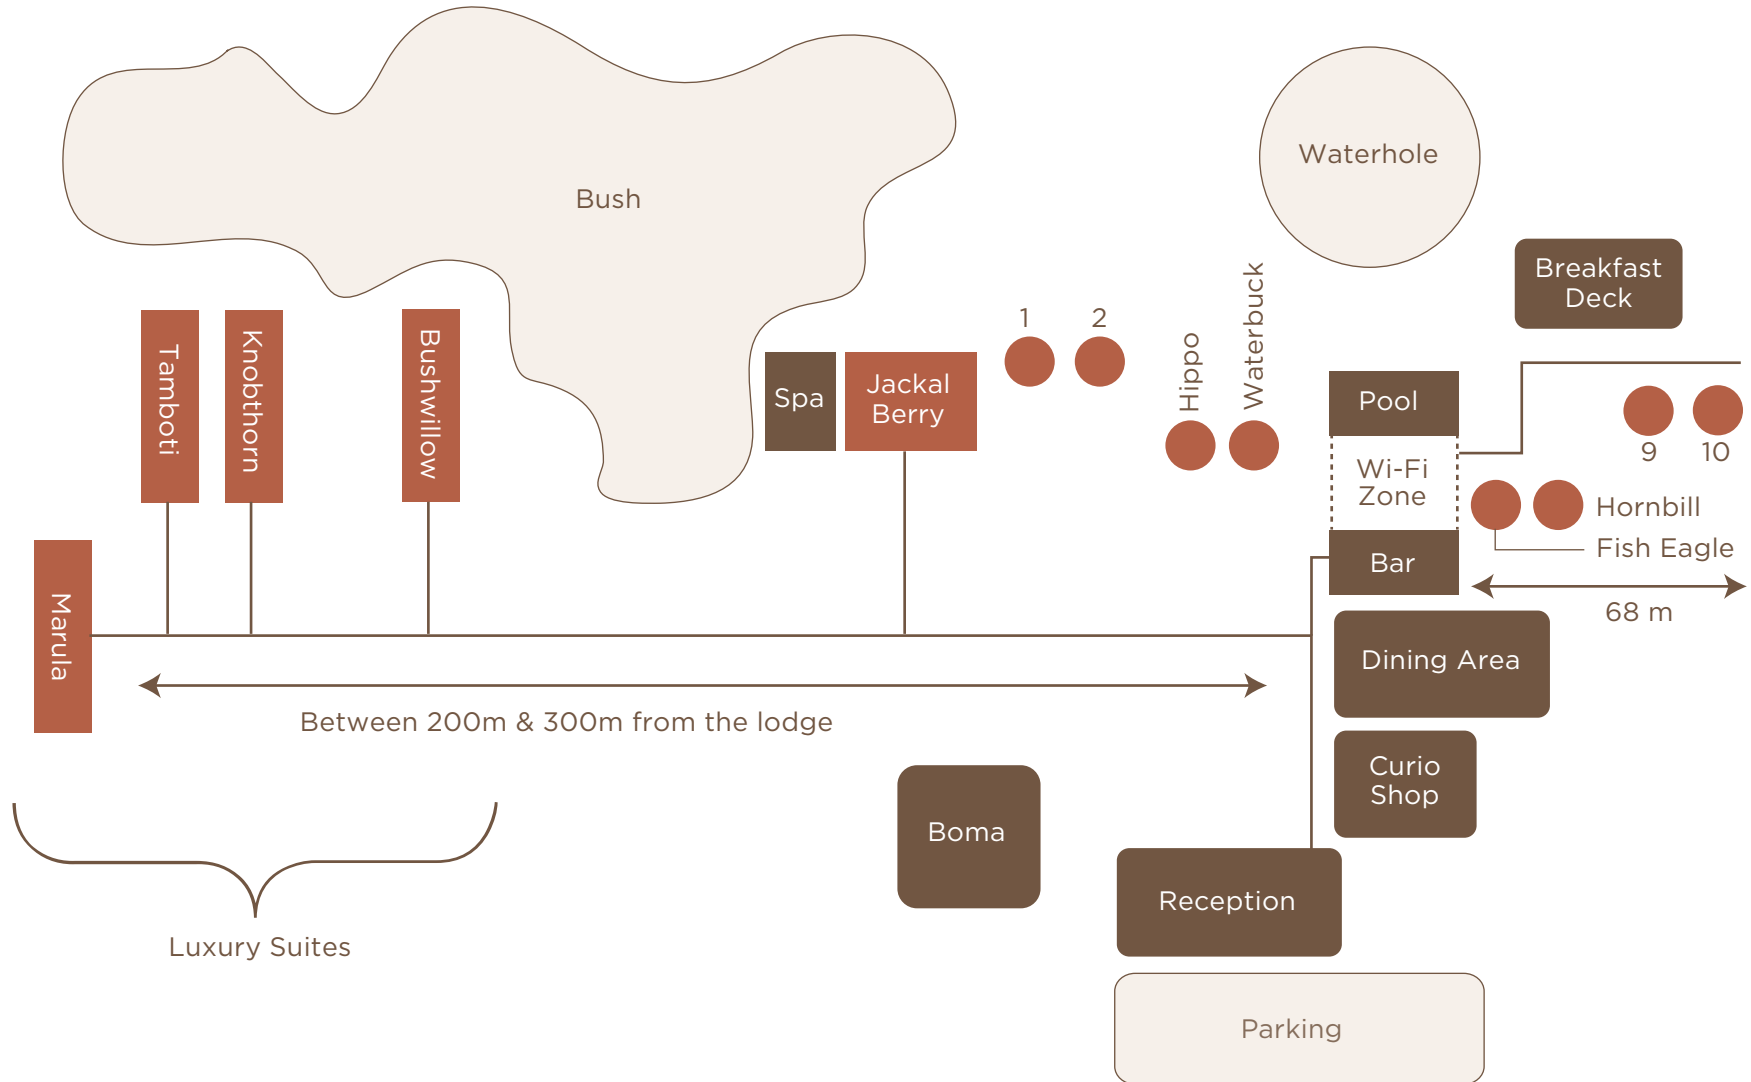 Waterhole
Bush
Breakfast
Deck
1
2
Hippo
Waterbuck
Tamboti
Knobthorn
Bushwillow
Spa
Jackal
Berry
Pool
Wi-Fi
Zone
9
10
Hornbill
Fish Eagle
Bar
68 m
Marula
Dining Area
Between 200m & 300m from the lodge
Curio
Shop
Boma
Reception
Luxury Suites
Parking